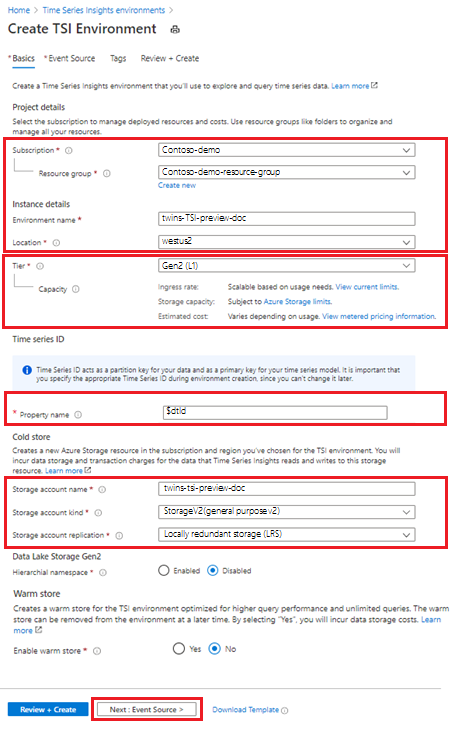 Home > Time Series Insights environments >
Create TSI Environment
* Basics * Event Source Tags Review + Create
Create a Time Series Insights environment that you'll use to explore and query time series data. Learn more
Project details
Select the subscription to manage deployed resources and costs. Use resource groups like folders to organize and
manage all your resources.
Subscription * Contoso-demo
Resource group * Contoso-demo-resource-group
Create new
Instance details
Environment name * twins-TSI-preview-doc
Location * westus2
Tier * Gen2 (L1)
Capacity Ingress rate: Scalable based on usage needs. View current limits.
Storage capacity: Subject to Azure Storage limits.
Estimated cost: Varies depending on usage. View metered pricing information.
Time series ID
Time Series ID acts as a partition key for your data and as a primary key for your time series model. It is important that
you specify the appropriate Time Series ID during environment creation, since you can't change it later.
* Property name $dtId
Cold store
Creates a new Azure Storage resource in the subscription and region you've chosen for the TSI environment. You will
incur data storage and transaction charges for the data that Time Series Insights reads and writes to this storage
resource. Learn more
Storage account name * twins-tsi-preview-doc
Storage account kind * StorageV2(general purpose v2)
Storage account replication * Locally redundant storage (LRS)
Data Lake Storage Gen2
Hierarchial namespace * Enabled Disabled
Warm store
Creates a warm store for the TSI environment optimized for higher query performance and unlimited queries. The warm
store can be removed from the environment at a later time. By selecting "Yes", you will incur data storage costs. Learn
more
Enable warm store * Yes No
Review + Create Next : Event Source > Download Template